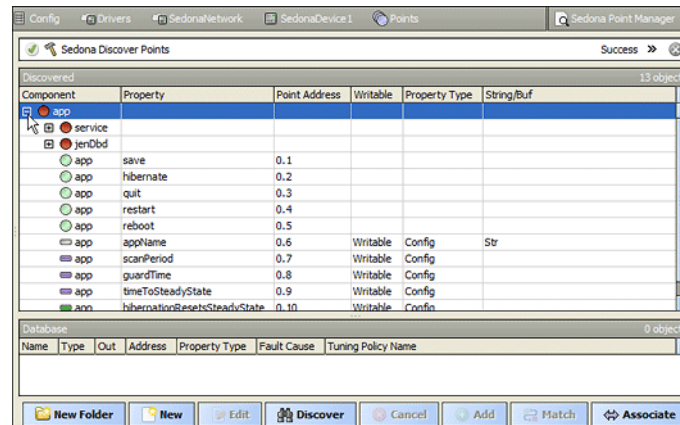 Config Drivers SedonaNetwork SedonaDevice1 Points Sedona Point Manager
Sedona Discover Points Success »
Discovered 13 object
Component Property Point Address Writable Property Type String/Buf
app
service
jenDbd
app save 0.1
app hibernate 0.2
app quit 0.3
app restart 0.4
app reboot 0.5
app appName 0.6 Writable Config Str
app scanPeriod 0.7 Writable Config
app guardTime 0.8 Writable Config
app timeToSteadyState 0.9 Writable Config
app hibernationResetsSteadyState 0.10 Writable Config
Database 0 object
Name Type Out Address Property Type Fault Cause Tuning Policy Name
New Folder New Edit Discover Cancel Add Match Associate